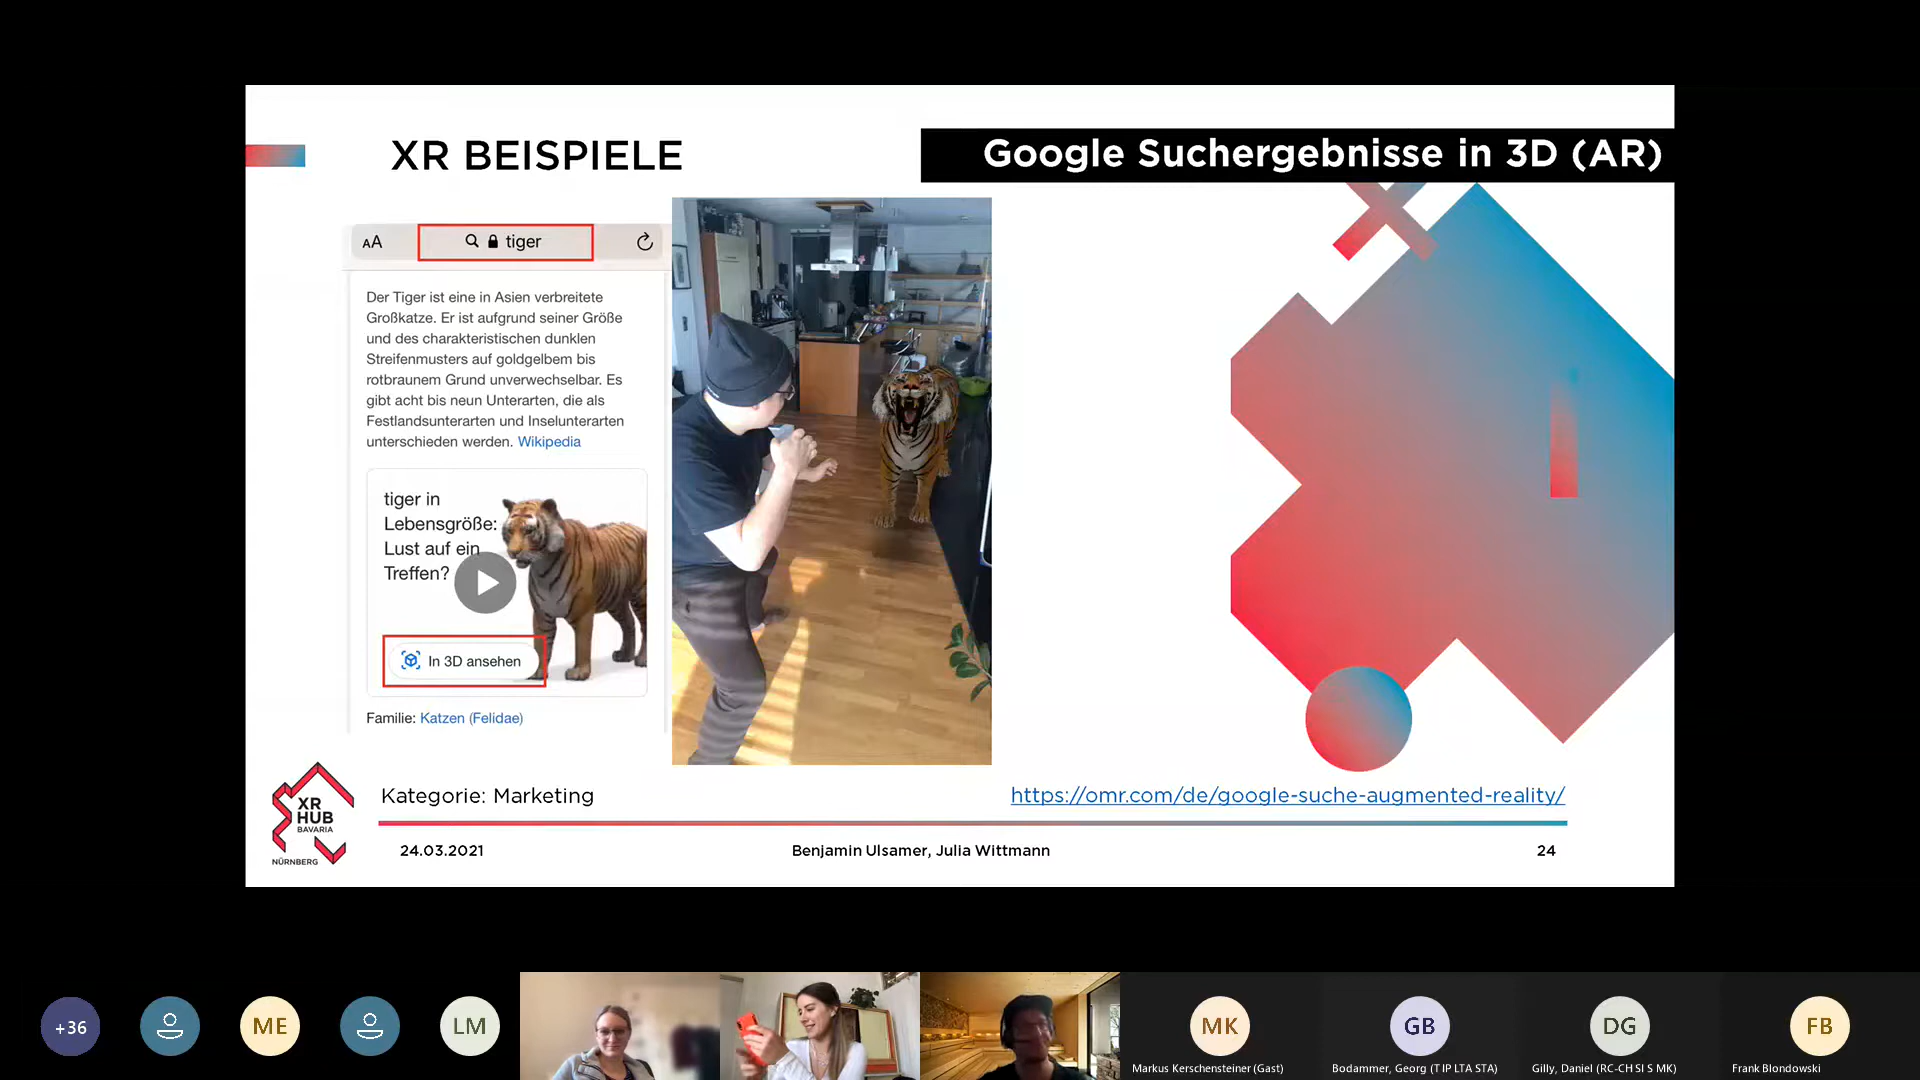 XR BEISPIELE
Google Suchergebnisse in 3D (AR)
AA
tiger
Der Tiger ist eine in Asien verbreitete
Großkatze. Er ist aufgrund seiner Größe
und des charakteristischen dunklen
Streifenmusters auf goldgelbem bis
rotbraunem Grund unverwechselbar. Es
gibt acht bis neun Unterarten, die als
Festlandsunterarten und Inselunterarten
unterschieden werden. Wikipedia
tiger in
Lebensgröße:
Lust auf ein
Treffen?
In 3D ansehen
Familie: Katzen (Felidae)
XR
HUB
BAVARIA
NÜRNBERG
Kategorie: Marketing
https://omr.com/de/google-suche-augmented-reality/
24.03.2021
Benjamin Ulsamer, Julia Wittmann
24
+36
ME
LM
MK
GB
DG
FB
Markus Kerschensteiner (Gast)
Bodammer, Georg (T IP LTA STA)
Gilly, Daniel (RC-CH SI S MK)
Frank Blondowski